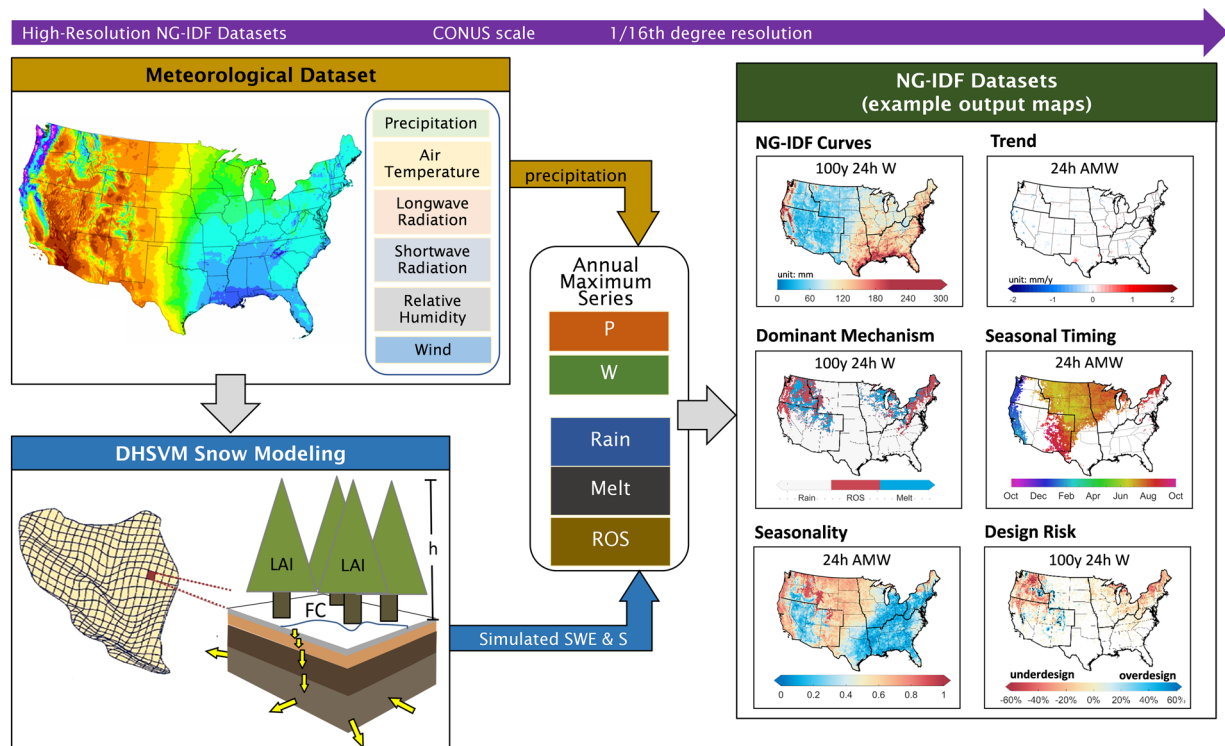 High-Resolution NG-IDF Datasets CONUS scale 1/16th degree resolution
Meteorological Dataset
Precipitation
Air
Temperature
Longwave
Radiation
Shortwave
Radiation
Relative
Humidity
Wind
precipitation
DHSVM Snow Modeling
LAI LAI
h
FC
Simulated SWE & S
Annual
Maximum
Series
P
W
Rain
Melt
ROS
NG-IDF Datasets
(example output maps)
NG-IDF Curves
100y 24h W
unit: mm
0 60 120 180 240 300
Trend
24h AMW
unit: mm/y
-2 -1 0 1 2
Dominant Mechanism
100y 24h W
Rain ROS Melt
Seasonal Timing
24h AMW
Oct Dec Feb Apr Jun Aug Oct
Seasonality
24h AMW
0 0.2 0.4 0.6 0.8 1
Design Risk
100y 24h W
underdesign overdesign
-60% -40% -20% 0% 20% 40% 60%